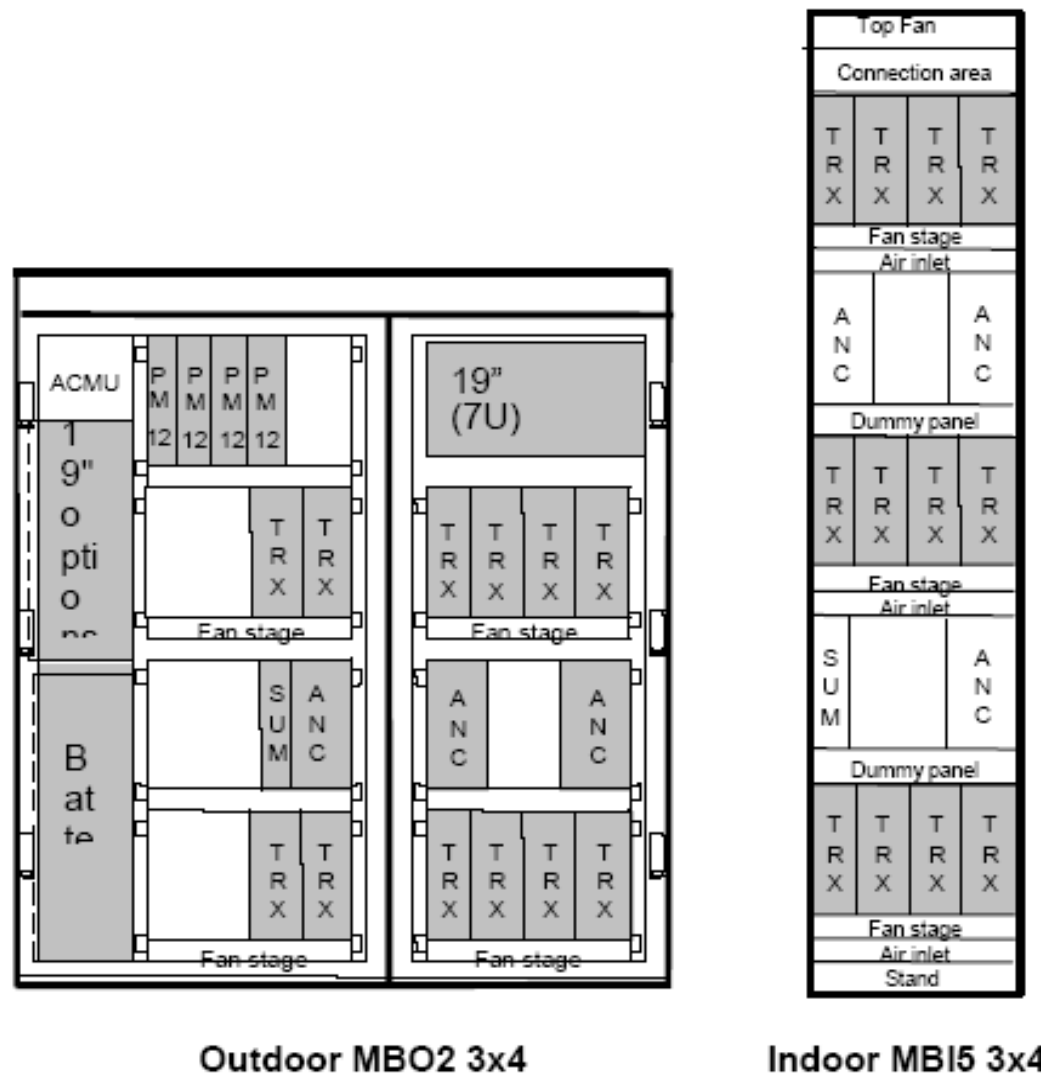 Top Fan
Connection area
TRX TRX TRX TRX
Fan stage
Air inlet
ANC ANC
Dummy panel
TRX TRX TRX TRX
Fan stage
Air inlet
SUM ANC
Dummy panel
TRX TRX TRX TRX
Fan stage
Air inlet
Stand
ACMU
PM12 PM12 PM12 PM12
19"
(7U)
1
9"
o
pti
o
TRX TRX
TRX TRX TRX TRX
Fan stage
Fan stage
B
at
te
SUM ANC
ANC ANC
TRX TRX
TRX TRX TRX TRX
Fan stage
Fan stage
Outdoor MBO2 3x4
Indoor MBI5 3x4